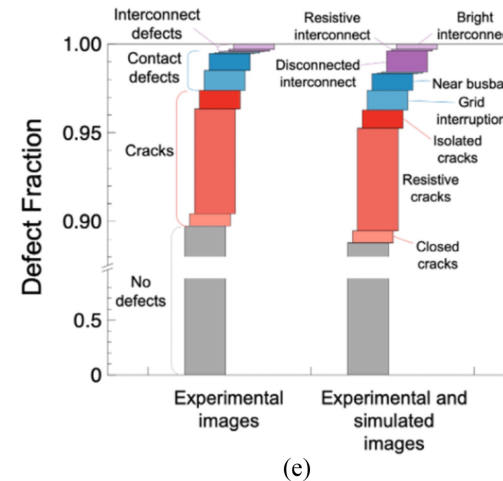 Interconnect
defects
Resistive
interconnect
Bright
interconnec
1.00
Contact
defects
Disconnected
interconnect
Near busba
Grid
interruption
0.95
Isolated
cracks
Cracks
Resistive
cracks
Defect Fraction
0.90
Closed
cracks
No
defects
0.5
0
Experimental
images
Experimental and
simulated
images
(e)